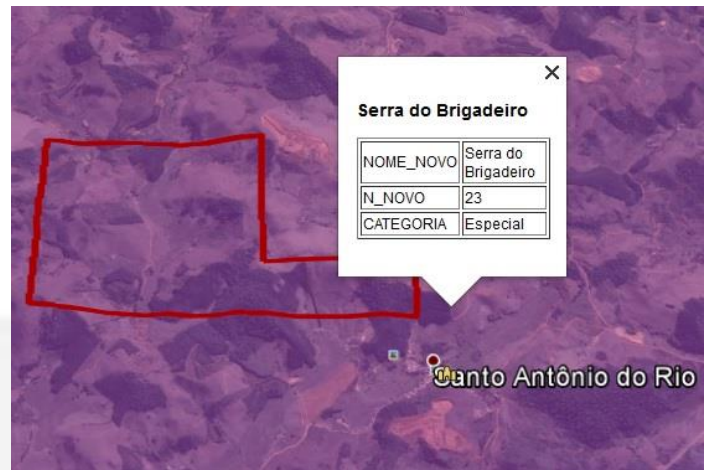 Serra do Brigadeiro
NOME_NOVO Serra do
Brigadeiro
N_NOVO 23
CATEGORIA Especial
Santo Antônio do Rio